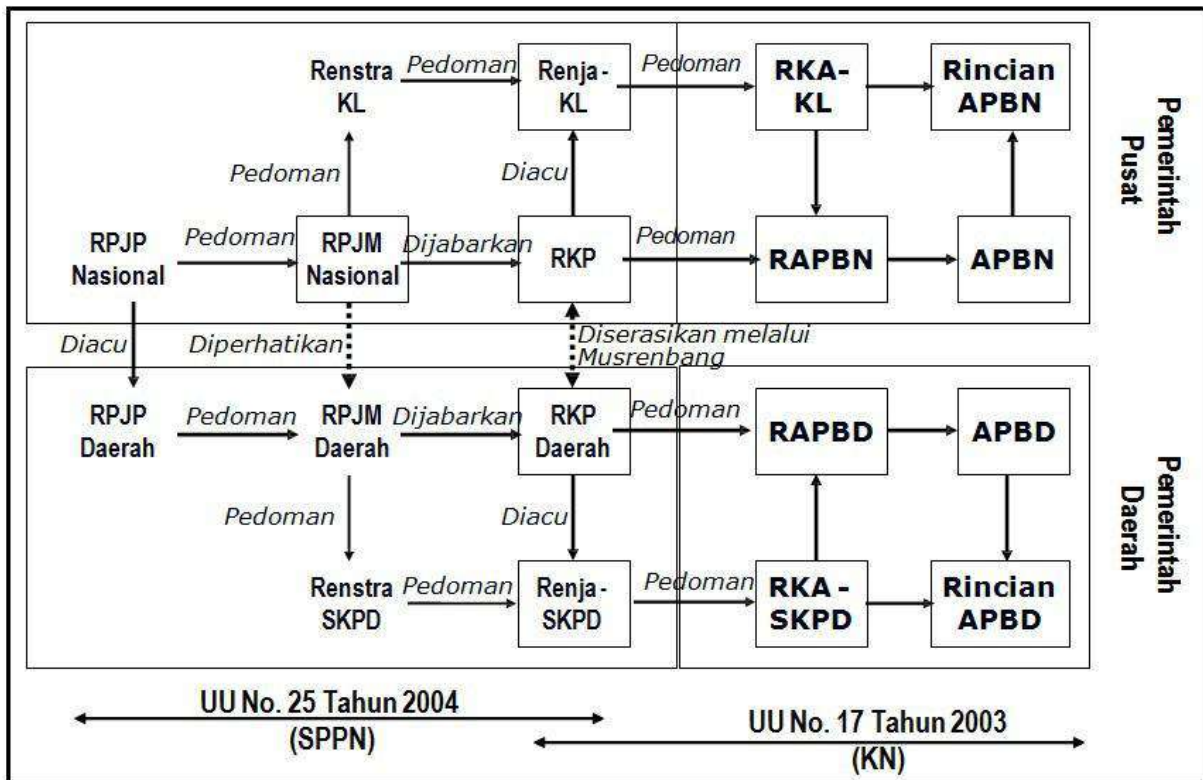 Renstra
KL
Pedoman
Renja -
KL
Pedoman
RKA-
KL
Rincian
APBN
Pemerintah
Pusat
Pedoman
Diacu
RPJP
Nasional
Pedoman
RPJM
Nasional
Dijabarkan
RKP
Pedoman
RAPBN
APBN
Diacu
Diperhatikan
Diserasikan melalui
Musrenbang
RPJP
Daerah
Pedoman
RPJM
Daerah
Dijabarkan
RKP
Daerah
Pedoman
RAPBD
APBD
Pemerintah
Daerah
Pedoman
Diacu
Renstra
SKPD
Pedoman
Renja -
SKPD
Pedoman
RKA -
SKPD
Rincian
APBD
UU No. 25 Tahun 2004
(SPPN)
UU No. 17 Tahun 2003
(KN)